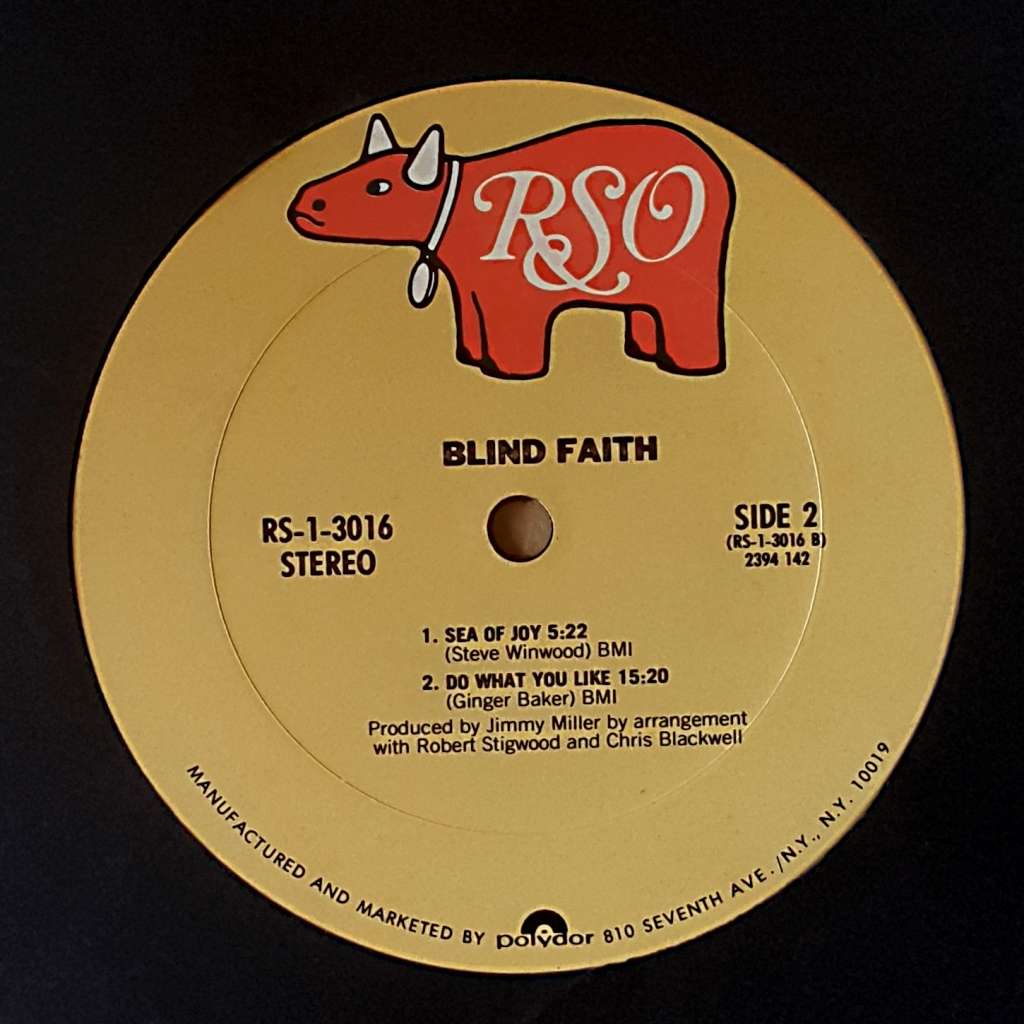 RSO
BLIND FAITH
RS-1-3016
STEREO
SIDE 2
(RS-1-3016 B)
2394 142
1. SEA OF JOY 5:22
(Steve Winwood) BMI
2. DO WHAT YOU LIKE 15:20
(Ginger Baker) BMI
Produced by Jimmy Miller by arrangement
with Robert Stigwood and Chris Blackwell
MANUFACTURED AND MARKETED BY polydor 810 SEVENTH AVE./N.Y., N.Y. 10019